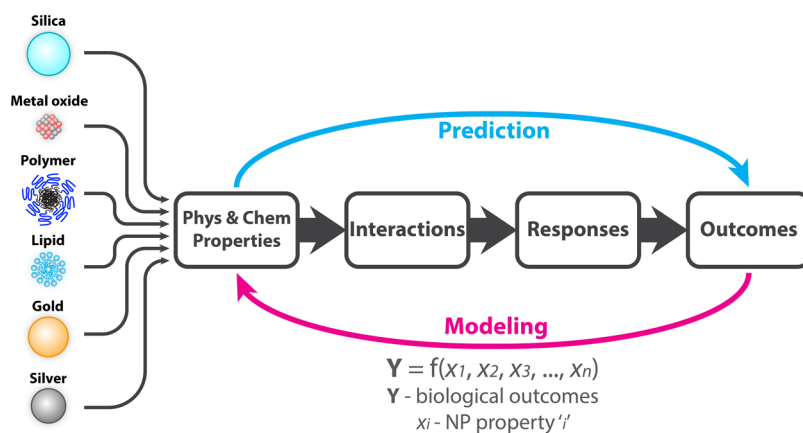 Silica
Metal oxide
Polymer
Lipid
Gold
Silver
Prediction
Phys & Chem
Properties
Interactions
Responses
Outcomes
Modeling
Y = f(x1, x2, x3, ..., xn)
Y - biological outcomes
xi - NP property ‘i’